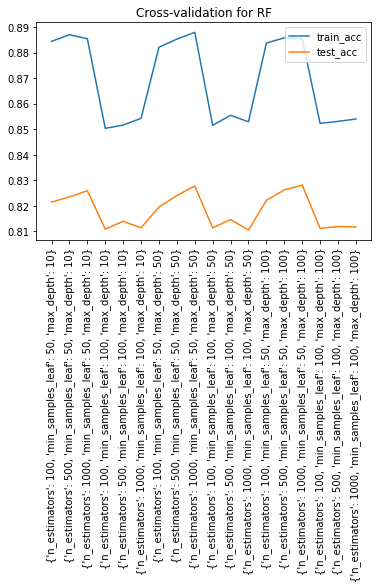 Cross-validation for RF
train_acc
test_acc
0.89
0.88
0.87
0.86
0.85
0.84
0.83
0.82
0.81
{'n_estimators': 100, 'min_samples_leaf': 50, 'max_depth': 10}
{'n_estimators': 500, 'min_samples_leaf': 50, 'max_depth': 10}
{'n_estimators': 1000, 'min_samples_leaf': 50, 'max_depth': 10}
{'n_estimators': 100, 'min_samples_leaf': 100, 'max_depth': 10}
{'n_estimators': 500, 'min_samples_leaf': 100, 'max_depth': 10}
{'n_estimators': 1000, 'min_samples_leaf': 100, 'max_depth': 10}
{'n_estimators': 100, 'min_samples_leaf': 50, 'max_depth': 50}
{'n_estimators': 500, 'min_samples_leaf': 50, 'max_depth': 50}
{'n_estimators': 1000, 'min_samples_leaf': 50, 'max_depth': 50}
{'n_estimators': 100, 'min_samples_leaf': 100, 'max_depth': 50}
{'n_estimators': 500, 'min_samples_leaf': 100, 'max_depth': 50}
{'n_estimators': 1000, 'min_samples_leaf': 100, 'max_depth': 50}
{'n_estimators': 100, 'min_samples_leaf': 50, 'max_depth': 100}
{'n_estimators': 500, 'min_samples_leaf': 50, 'max_depth': 100}
{'n_estimators': 1000, 'min_samples_leaf': 50, 'max_depth': 100}
{'n_estimators': 100, 'min_samples_leaf': 100, 'max_depth': 100}
{'n_estimators': 500, 'min_samples_leaf': 100, 'max_depth': 100}
{'n_estimators': 1000, 'min_samples_leaf': 100, 'max_depth': 100}